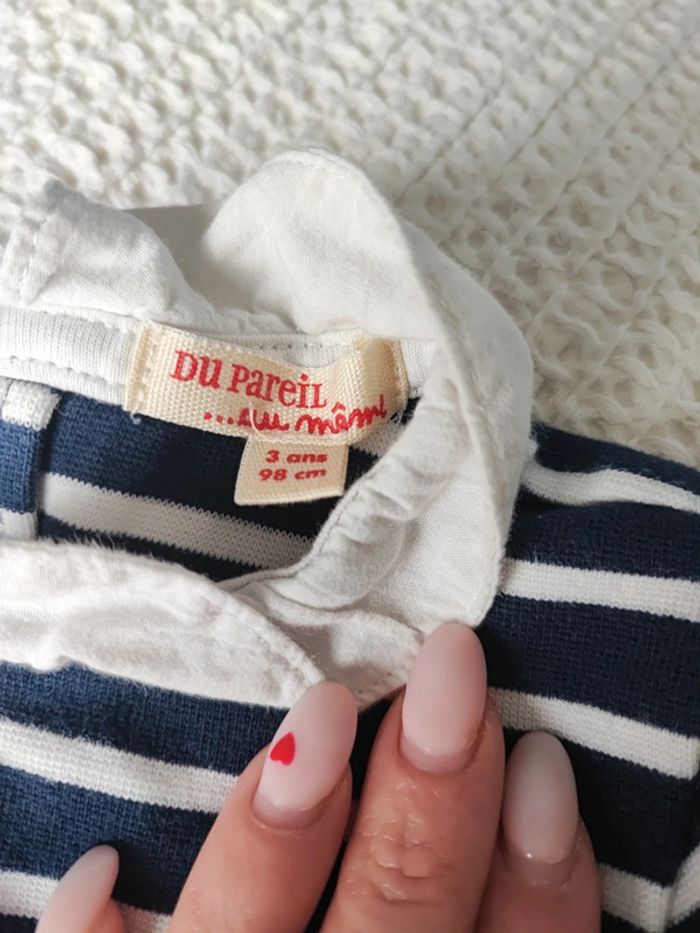 DU PAREIL
...au même
3 ans
98 cm